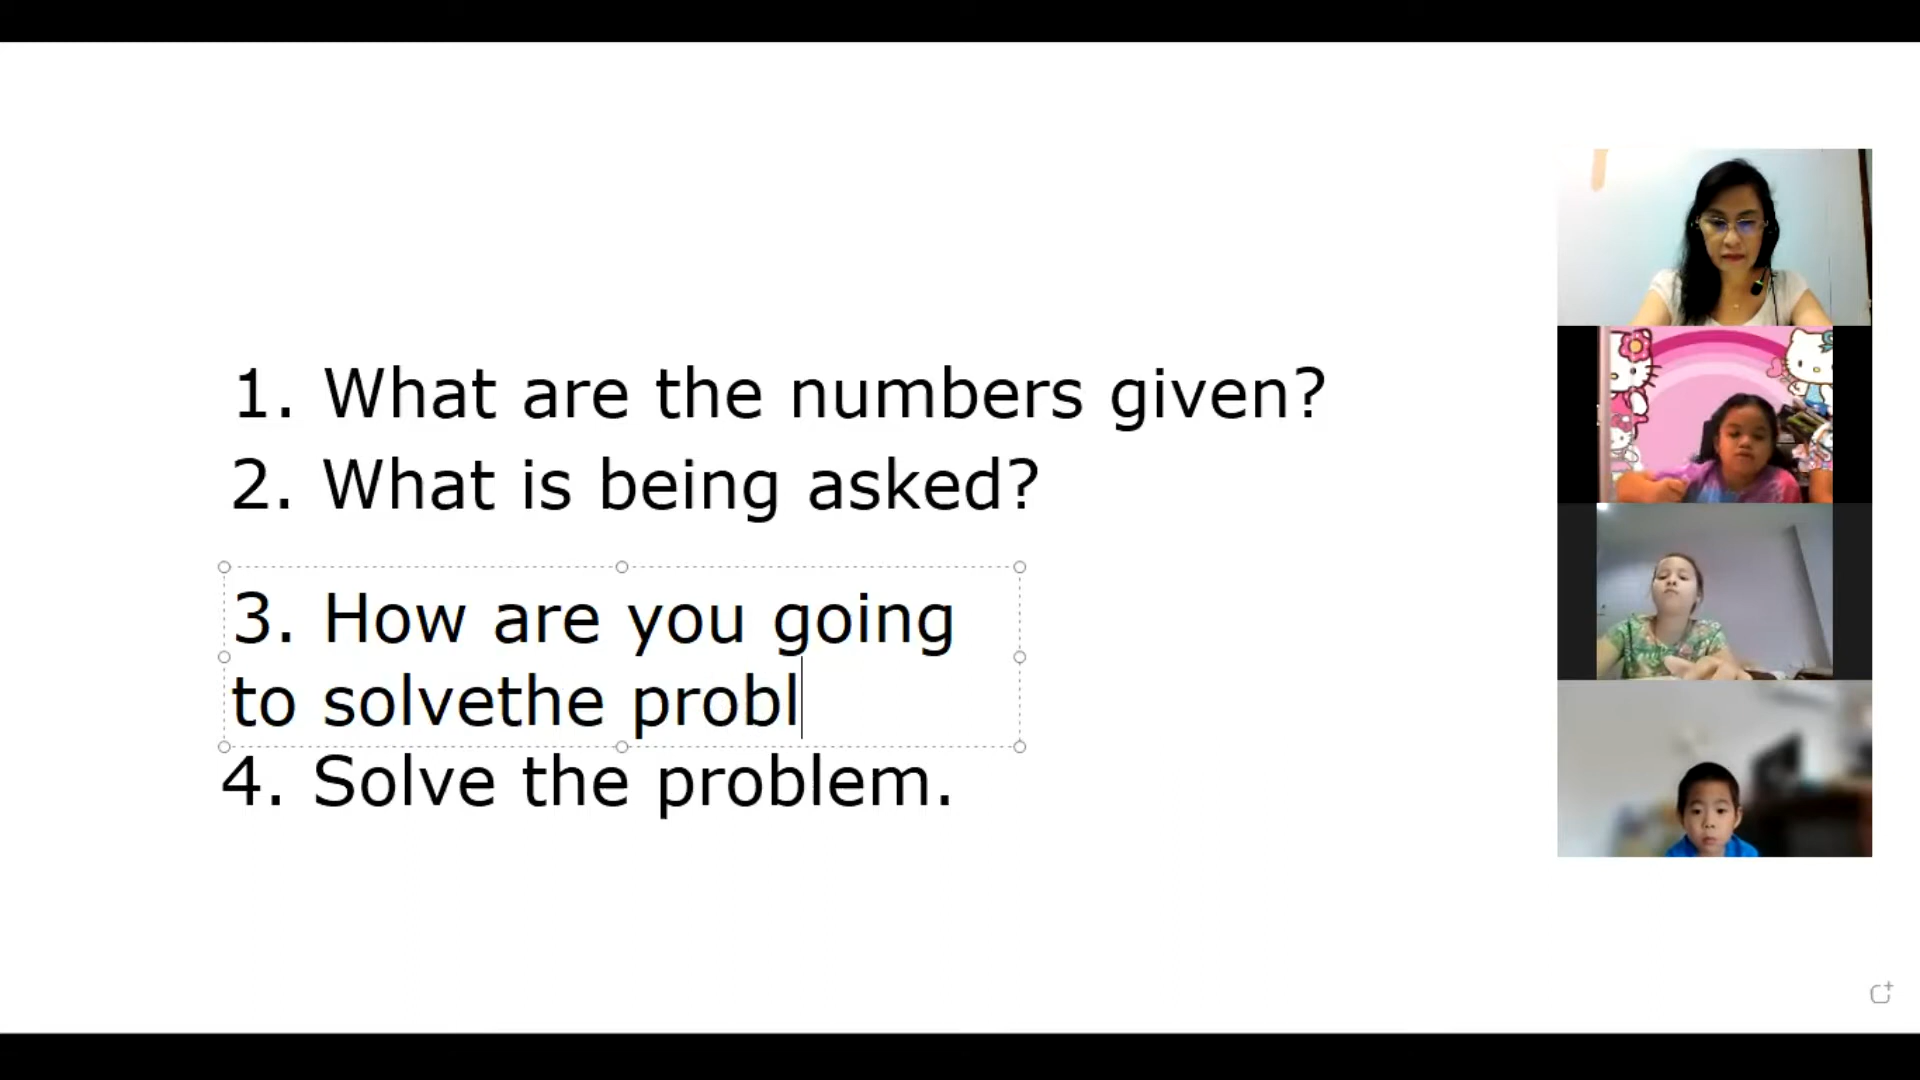 1. What are the numbers given?
2. What is being asked?
3. How are you going
to solvethe probl
4. Solve the problem.